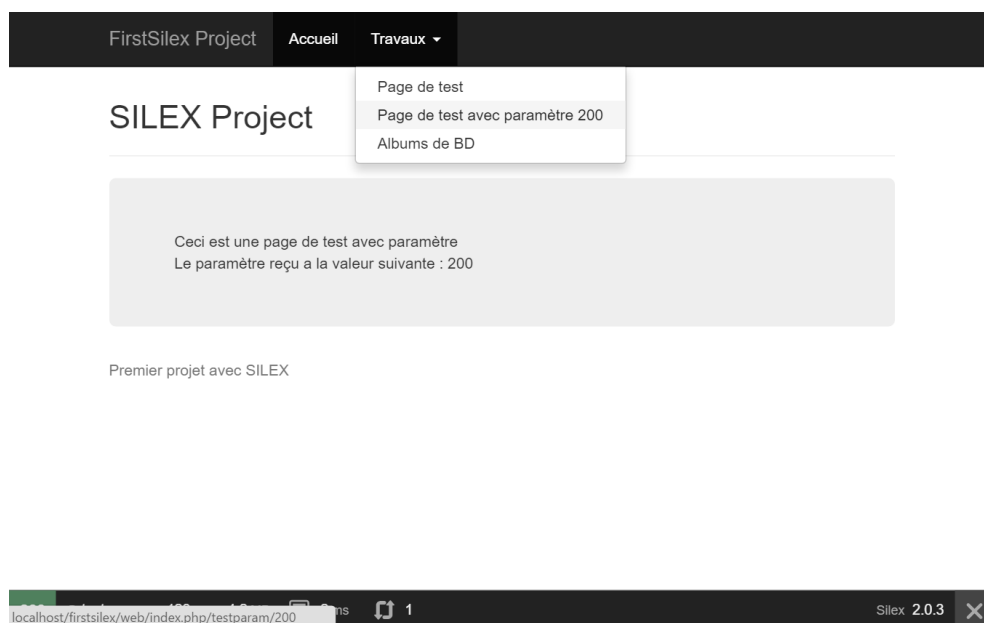 FirstSilex Project Accueil Travaux
Page de test
Page de test avec paramètre 200
Albums de BD
SILEX Project
Ceci est une page de test avec paramètre
Le paramètre reçu a la valeur suivante : 200
Premier projet avec SILEX
ms 1 Silex 2.0.3
localhost/firstsilex/web/index.php/testparam/200